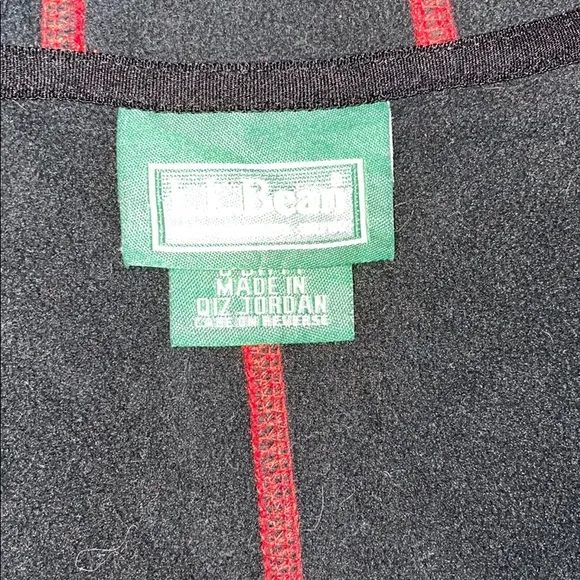 L.L.Bean®
MADE IN
QIZ JORDAN
CARE ON REVERSE